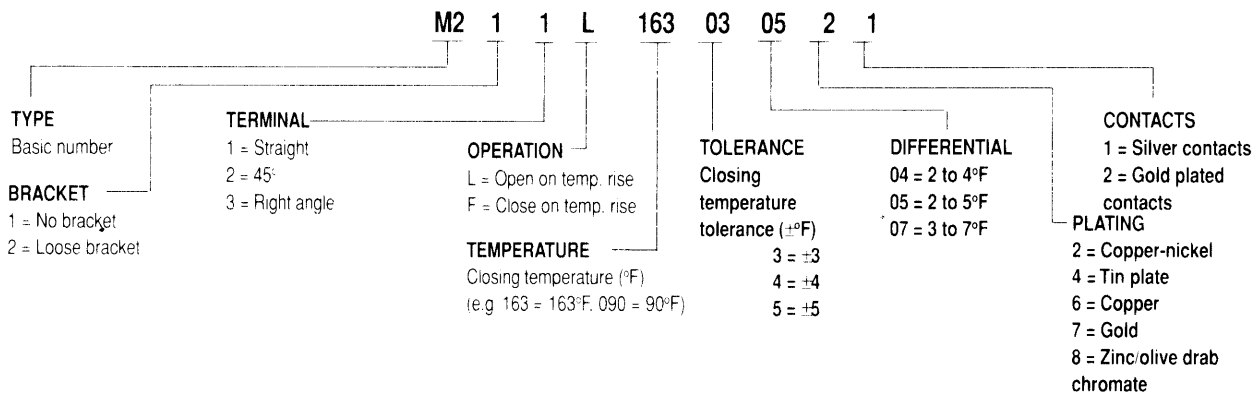 M2 1 1 L 163 03 05 2 1
TYPE
Basic number
BRACKET
1 = No bracket
2 = Loose bracket
TERMINAL
1 = Straight
2 = 45°
3 = Right angle
OPERATION
L = Open on temp. rise
F = Close on temp. rise
TEMPERATURE
Closing temperature (°F)
(e.g 163 = 163°F. 090 = 90°F)
TOLERANCE
Closing
temperature
tolerance (±°F)
3 = ±3
4 = ±4
5 = ±5
DIFFERENTIAL
04 = 2 to 4°F
05 = 2 to 5°F
07 = 3 to 7°F
CONTACTS
1 = Silver contacts
2 = Gold plated
contacts
PLATING
2 = Copper-nickel
4 = Tin plate
6 = Copper
7 = Gold
8 = Zinc/olive drab
chromate